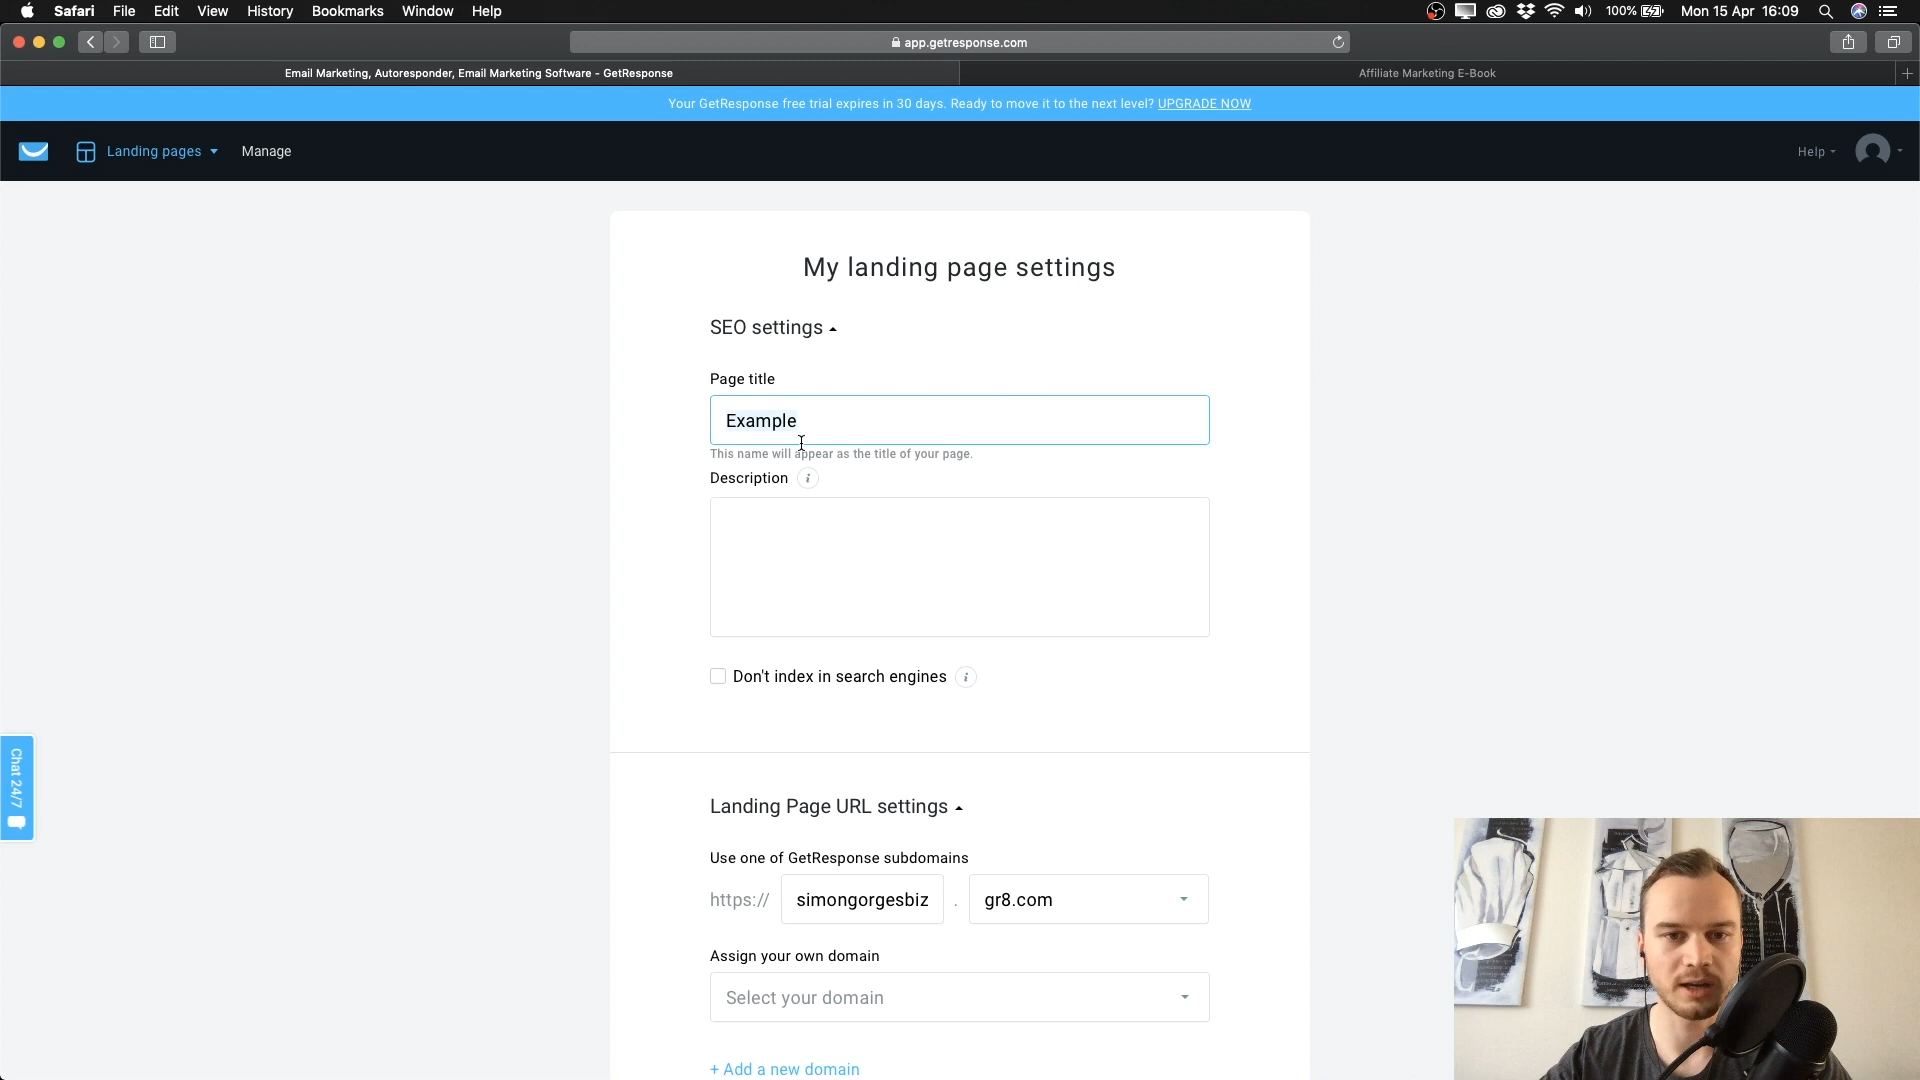 Safari File Edit View History Bookmarks Window Help
100% Mon 15 Apr 16:09
app.getresponse.com
Email Marketing, Autoresponder, Email Marketing Software - GetResponse
Affiliate Marketing E-Book
Your GetResponse free trial expires in 30 days. Ready to move it to the next level? UPGRADE NOW
Landing pages Manage
Help
My landing page settings
SEO settings
Page title
Example
This name will appear as the title of your page.
Description i
Don't index in search engines i
Chat 24/7
Landing Page URL settings
Use one of GetResponse subdomains
https:// simongorgesbiz . gr8.com
Assign your own domain
Select your domain
+ Add a new domain